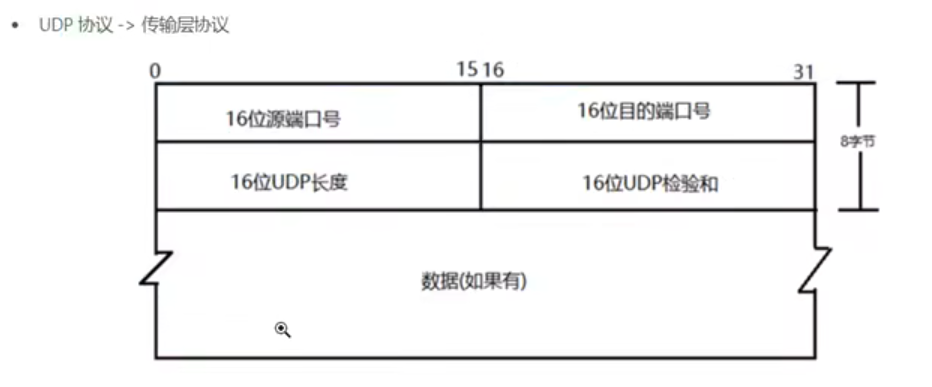 • UDP 协议 -> 传输层协议
0 15 16 31
16位源端口号 16位目的端口号
8字节
16位UDP长度 16位UDP检验和
数据(如果有)